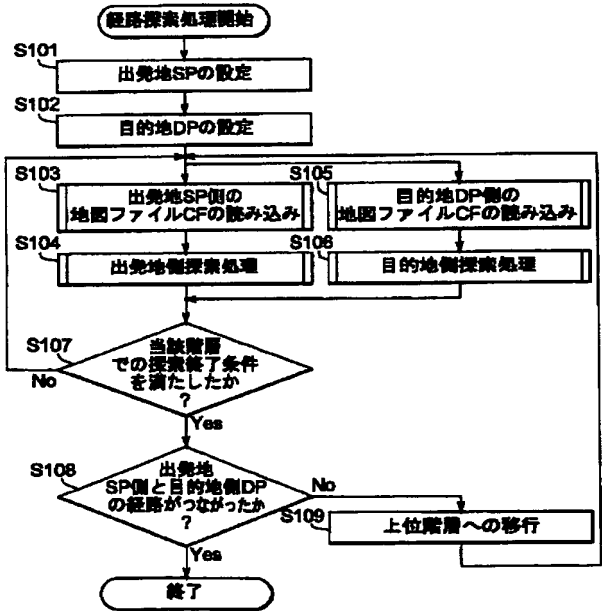 経路探索処理開始
S101
出発地SPの設定
S102
目的地DPの設定
S103
出発地SP側の
地図ファイルCFの読み込み
S105
目的地DP側の
地図ファイルCFの読み込み
S104
出発地側探索処理
S106
目的地側探索処理
S107
当該階層
での探索終了条件
を満たしたか
?
No
Yes
S108
出発地
SP側と目的地側DP
の経路がつながったか
?
No
S109
上位階層への移行
Yes
終了